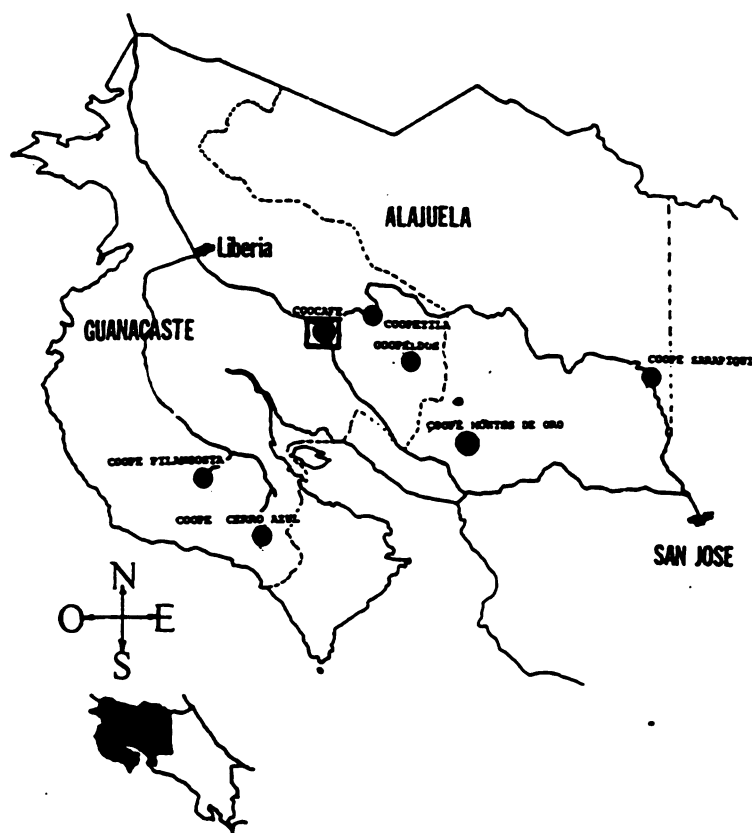 ALAJUELA
Liberia
COOCAFE
GUANACASTE
COOPETILA
COOPELDOS
COOPE SARAPIQUI
COOPE MONTES DE ORO
COOPE PILANGOSTA
COOPE CERRO AZUL
SAN JOSE
N
O E
S